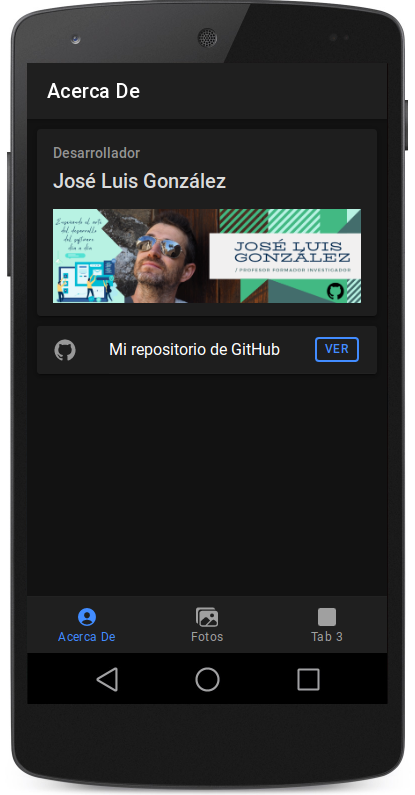 Acerca De
Desarrollador
José Luis González
Mejorando el arte
del desarrollo
del software
día a día
JOSÉ LUIS
GONZÁLEZ
/ PROFESOR FORMADOR INVESTIGADOR
Mi repositorio de GitHub
VER
Acerca De
Fotos
Tab 3